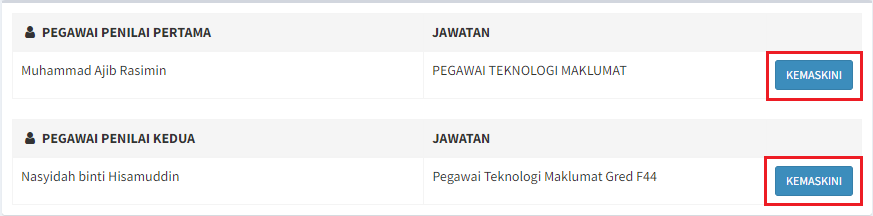 PEGAWAI PENILAI PERTAMA JAWATAN
Muhammad Ajib Rasimin PEGAWAI TEKNOLOGI MAKLUMAT KEMASKINI
PEGAWAI PENILAI KEDUA JAWATAN
Nasyidah binti Hisamuddin Pegawai Teknologi Maklumat Gred F44 KEMASKINI